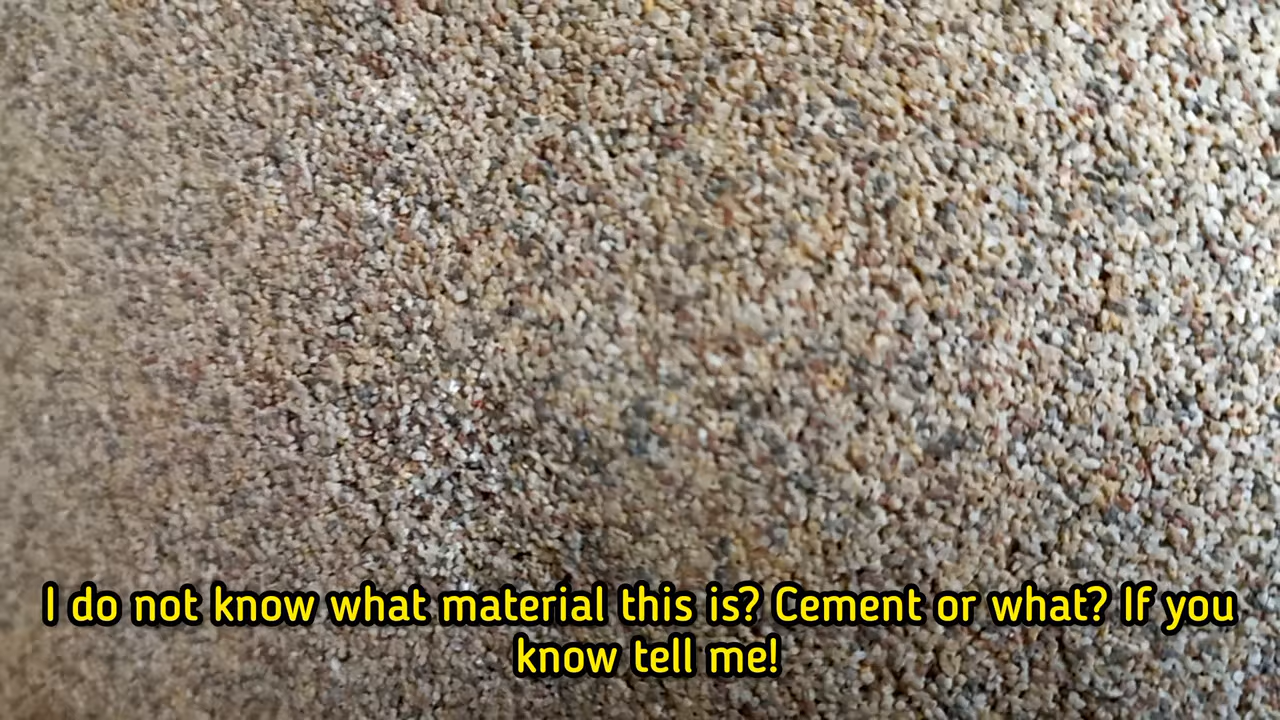 I do not know what material this is? Cement or what? If you
know tell me!